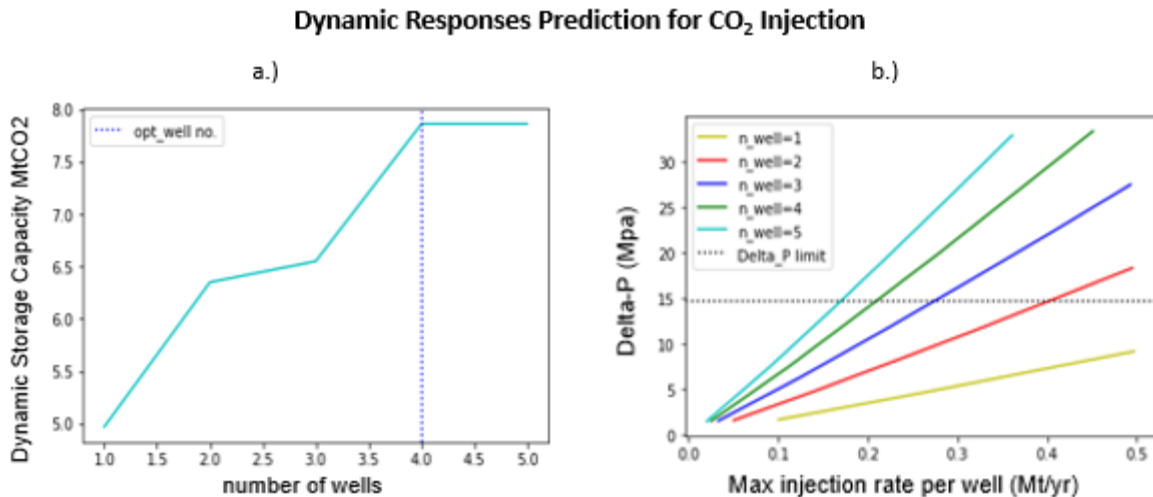 Dynamic Responses Prediction for CO₂ Injection
a.)
Dynamic Storage Capacity MtCO2
8.0
7.5
7.0
6.5
6.0
5.5
5.0
opt_well no.
1.0 1.5 2.0 2.5 3.0 3.5 4.0 4.5 5.0
number of wells
b.)
Delta-P (Mpa)
30
25
20
15
10
5
0
n_well=1
n_well=2
n_well=3
n_well=4
n_well=5
Delta_P limit
0.0 0.1 0.2 0.3 0.4 0.5
Max injection rate per well (Mt/yr)